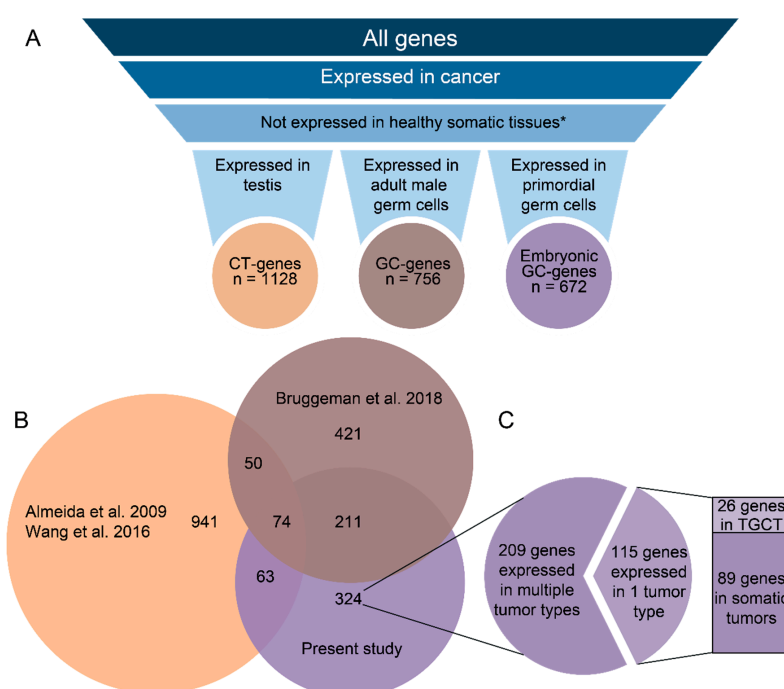 A
All genes
Expressed in cancer
Not expressed in healthy somatic tissues*
Expressed in
testis
Expressed in
adult male
germ cells
Expressed in
primordial
germ cells
CT-genes
n = 1128
GC-genes
n = 756
Embryonic
GC-genes
n = 672
B
Bruggeman et al. 2018
421
50
Almeida et al. 2009
Wang et al. 2016
941
74
211
63
324
Present study
C
209 genes
expressed
in multiple
tumor types
115 genes
expressed
in 1 tumor
type
26 genes
in TGCT
89 genes
in somatic
tumors